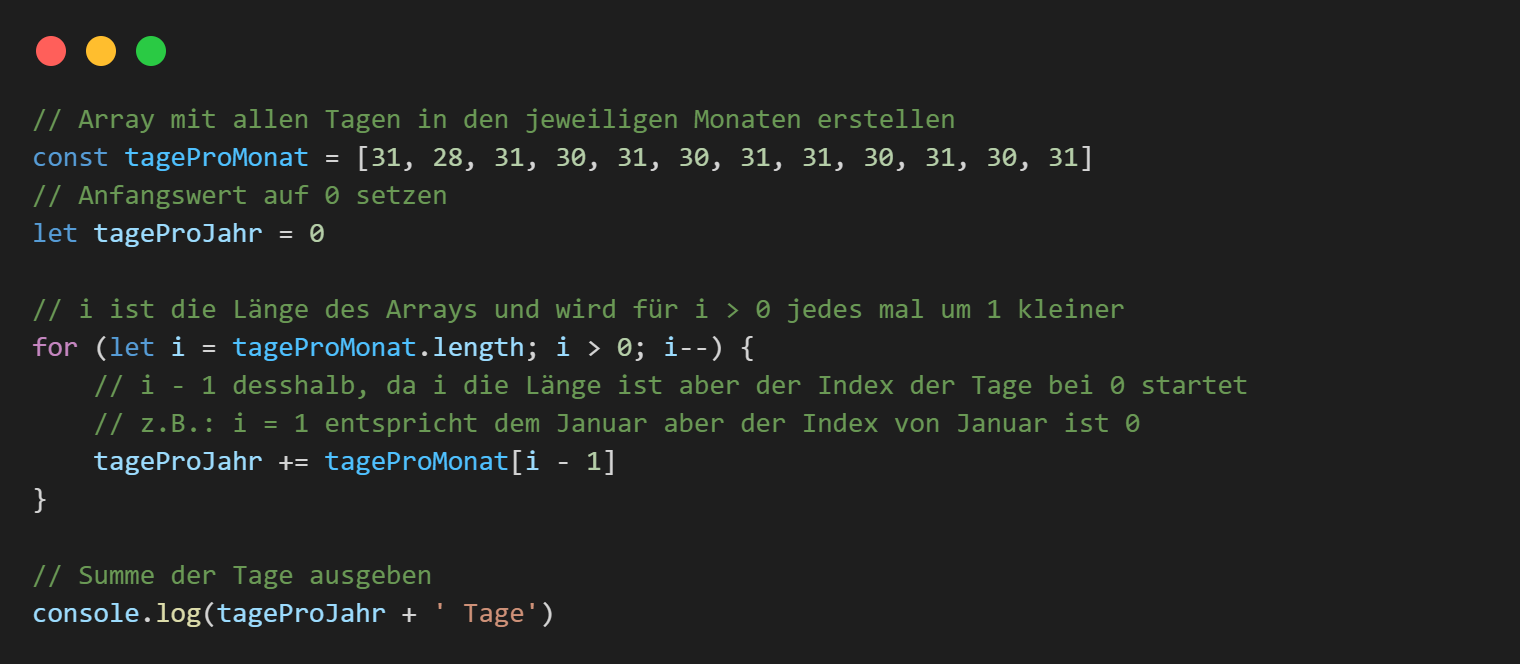 // Array mit allen Tagen in den jeweiligen Monaten erstellen
const tageProMonat = [31, 28, 31, 30, 31, 30, 31, 31, 30, 31, 30, 31]
// Anfangswert auf 0 setzen
let tageProJahr = 0

// i ist die Länge des Arrays und wird für i > 0 jedes mal um 1 kleiner
for (let i = tageProMonat.length; i > 0; i--) {
    // i - 1 desshalb, da i die Länge ist aber der Index der Tage bei 0 startet
    // z.B.: i = 1 entspricht dem Januar aber der Index von Januar ist 0
    tageProJahr += tageProMonat[i - 1]
}

// Summe der Tage ausgeben
console.log(tageProJahr + ' Tage')